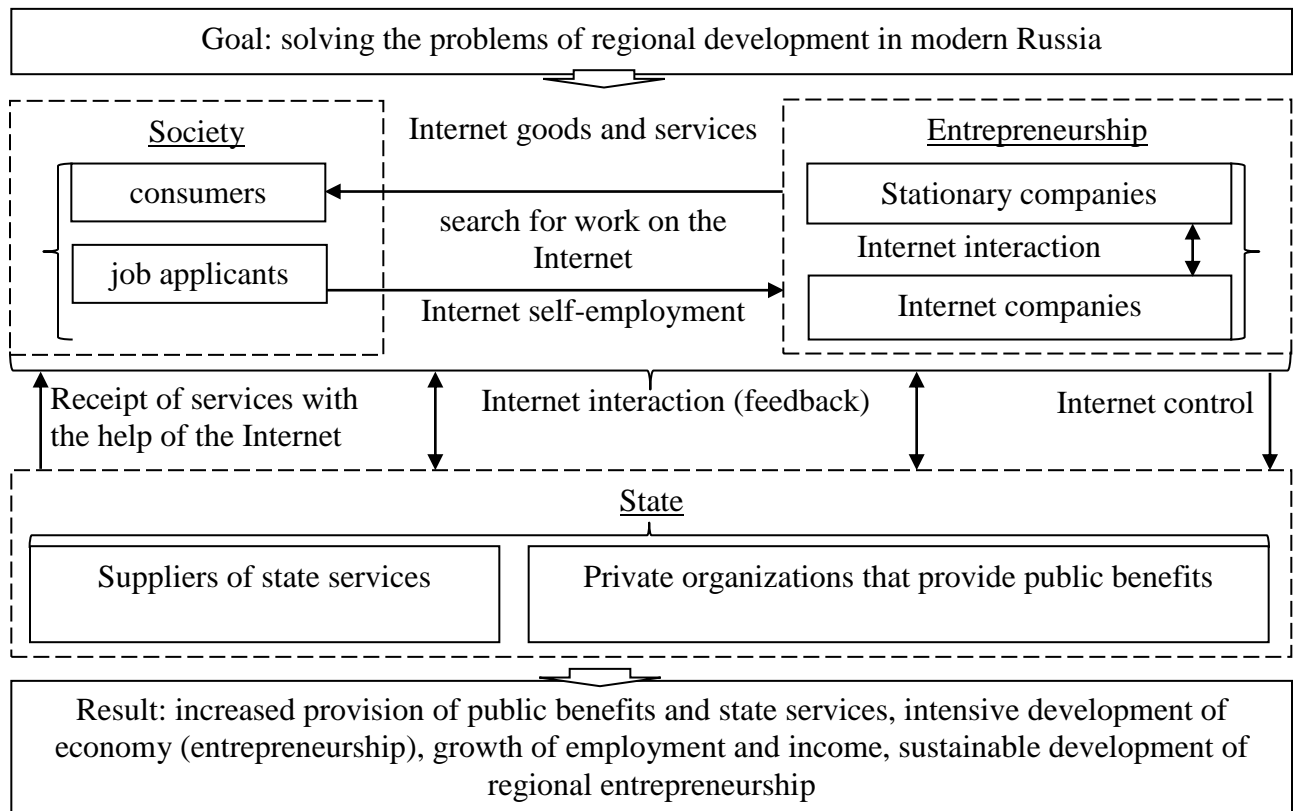 Goal: solving the problems of regional development in modern Russia
Society
Internet goods and services
Entrepreneurship
consumers
Stationary companies
search for work on the
Internet
Internet interaction
job applicants
Internet self-employment
Internet companies
Receipt of services with
the help of the Internet
Internet interaction (feedback)
Internet control
State
Suppliers of state services
Private organizations that provide public benefits
Result: increased provision of public benefits and state services, intensive development of
economy (entrepreneurship), growth of employment and income, sustainable development of
regional entrepreneurship